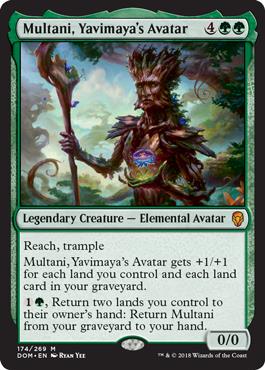 Multani, Yavimaya's Avatar 4
Legendary Creature — Elemental Avatar
Reach, trample
Multani, Yavimaya's Avatar gets +1/+1
for each land you control and each land
card in your graveyard.
1 , Return two lands you control to
their owner's hand: Return Multani
from your graveyard to your hand.
0/0
174/269 M
DOM • EN Ryan Yee
™ & © 2018 Wizards of the Coast